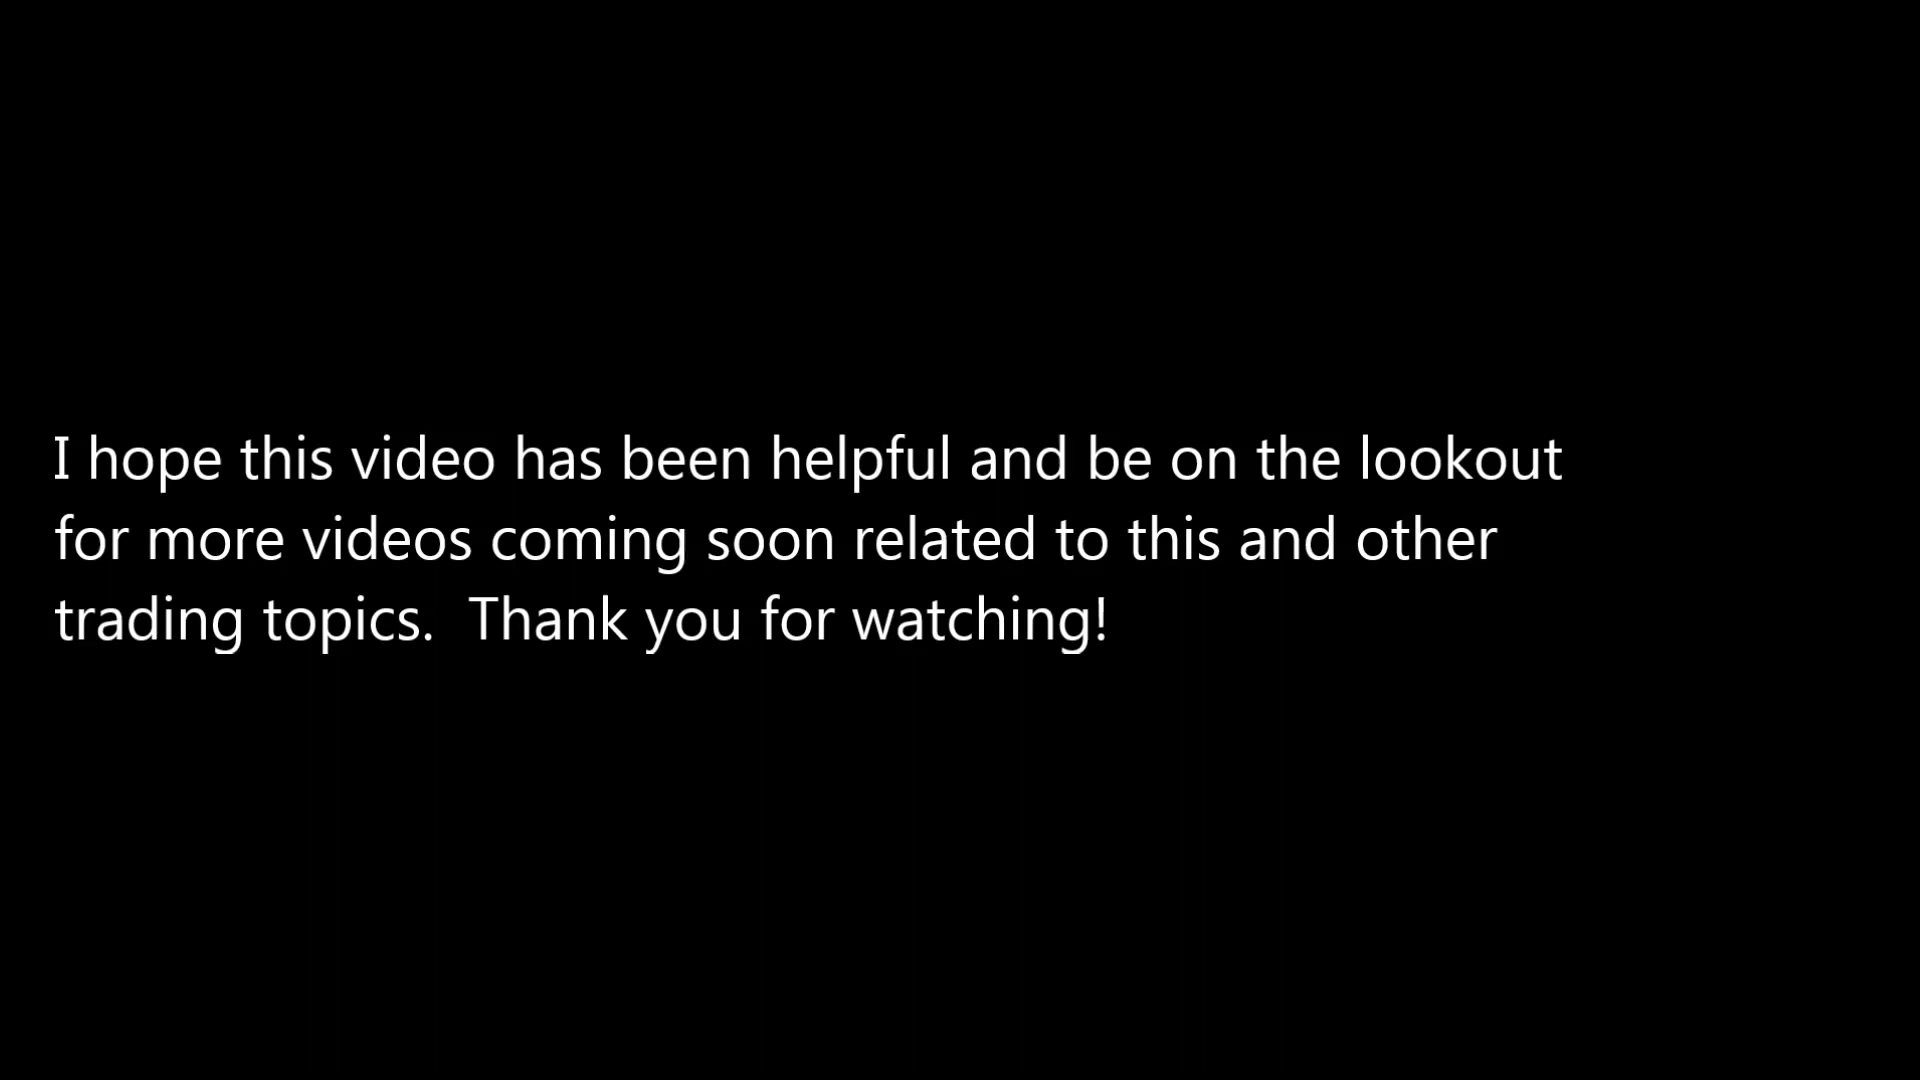 I hope this video has been helpful and be on the lookout
for more videos coming soon related to this and other
trading topics.  Thank you for watching!